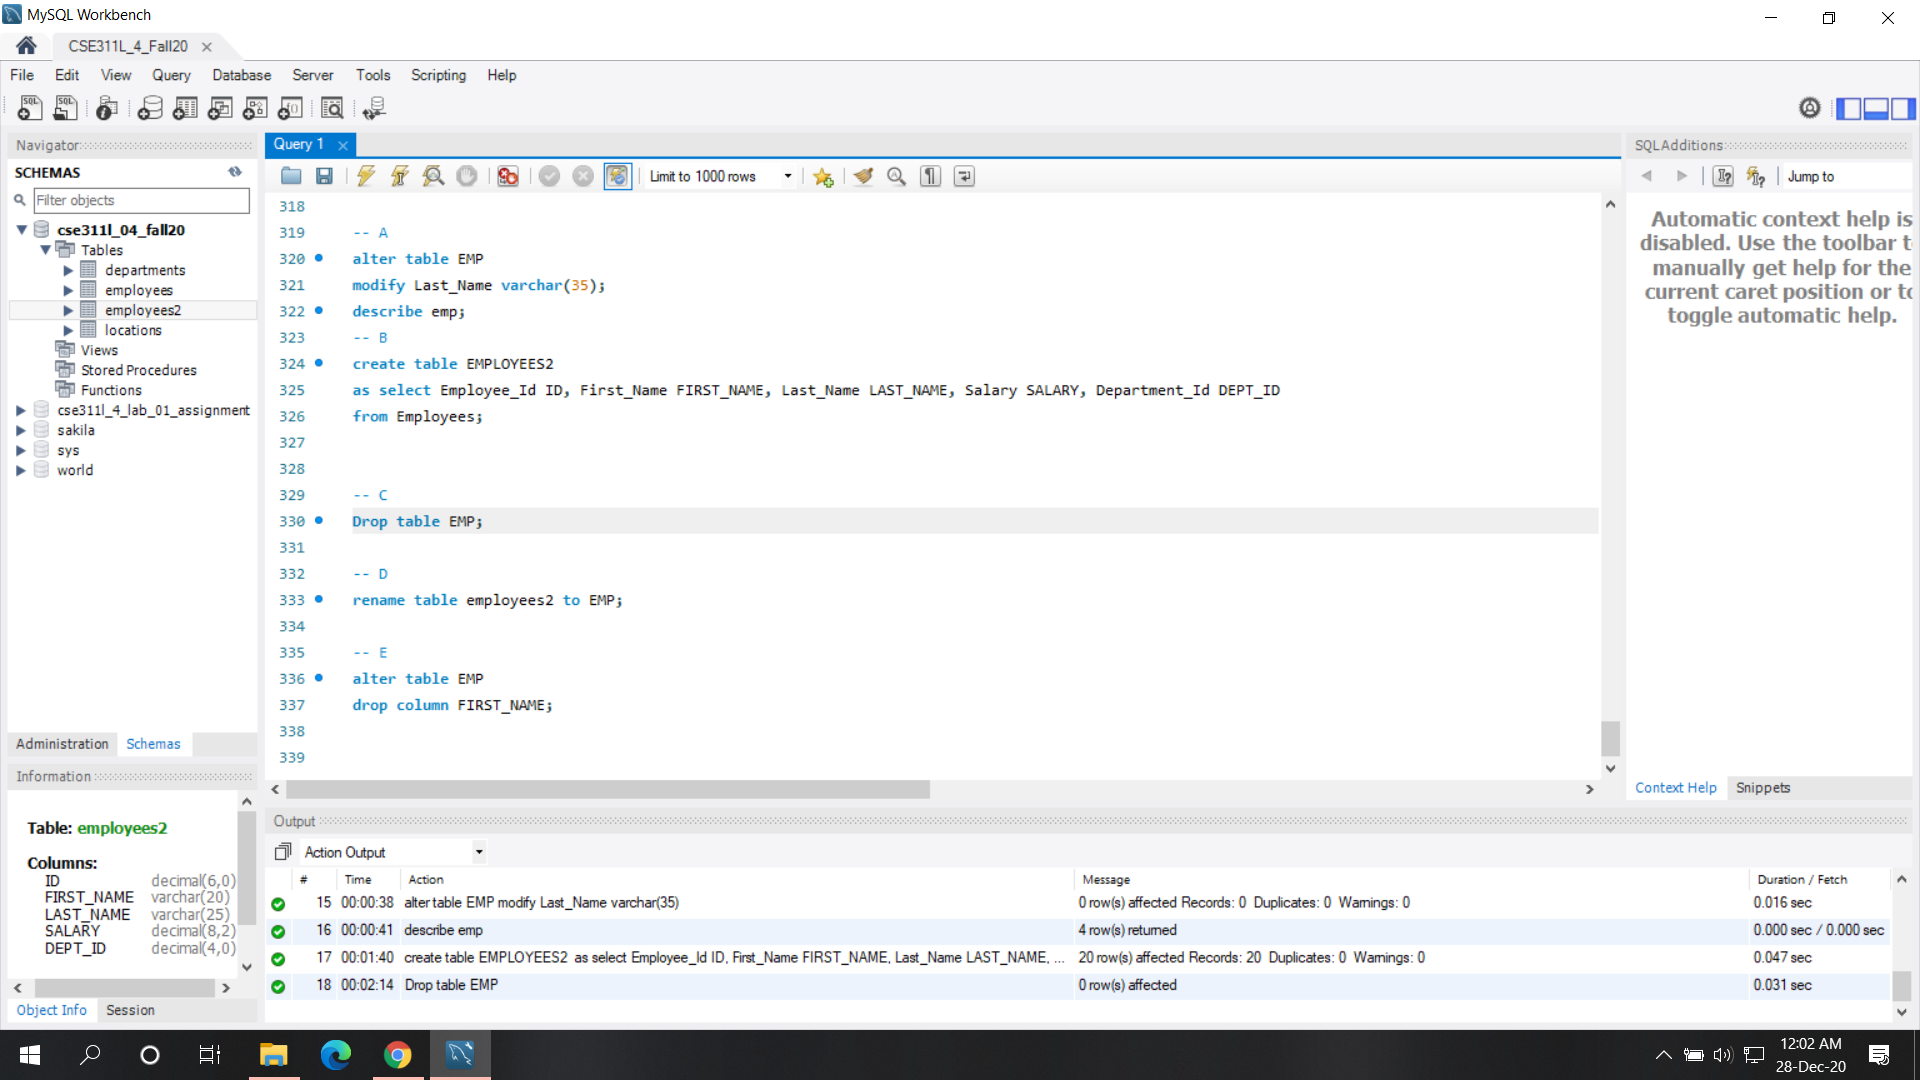 MySQL Workbench
CSE311L_4_Fall20
File Edit View Query Database Server Tools Scripting Help
Navigator
SCHEMAS
Filter objects
cse311l_04_fall20
Tables
departments
employees
employees2
locations
Views
Stored Procedures
Functions
cse311l_4_lab_01_assignment
sakila
sys
world
Administration Schemas
Information
Table: employees2
Columns:
ID decimal(6,0)
FIRST_NAME varchar(20)
LAST_NAME varchar(25)
SALARY decimal(8,2)
DEPT_ID decimal(4,0)
Object Info Session
Query 1
Limit to 1000 rows
318
319 -- A
320 alter table EMP
321 modify Last_Name varchar(35);
322 describe emp;
323 -- B
324 create table EMPLOYEES2
325 as select Employee_Id ID, First_Name FIRST_NAME, Last_Name LAST_NAME, Salary SALARY, Department_Id DEPT_ID
326 from Employees;
327
328
329 -- C
330 Drop table EMP;
331
332 -- D
333 rename table employees2 to EMP;
334
335 -- E
336 alter table EMP
337 drop column FIRST_NAME;
338
339
SQLAdditions
Jump to
Automatic context help is
disabled. Use the toolbar t
manually get help for the
current caret position or to
toggle automatic help.
Context Help Snippets
Output
Action Output
# Time Action Message Duration / Fetch
15 00:00:38 alter table EMP modify Last_Name varchar(35) 0 row(s) affected Records: 0 Duplicates: 0 Warnings: 0 0.016 sec
16 00:00:41 describe emp 4 row(s) returned 0.000 sec / 0.000 sec
17 00:01:40 create table EMPLOYEES2 as select Employee_Id ID, First_Name FIRST_NAME, Last_Name LAST_NAME, ... 20 row(s) affected Records: 20 Duplicates: 0 Warnings: 0 0.047 sec
18 00:02:14 Drop table EMP 0 row(s) affected 0.031 sec
12:02 AM
28-Dec-20